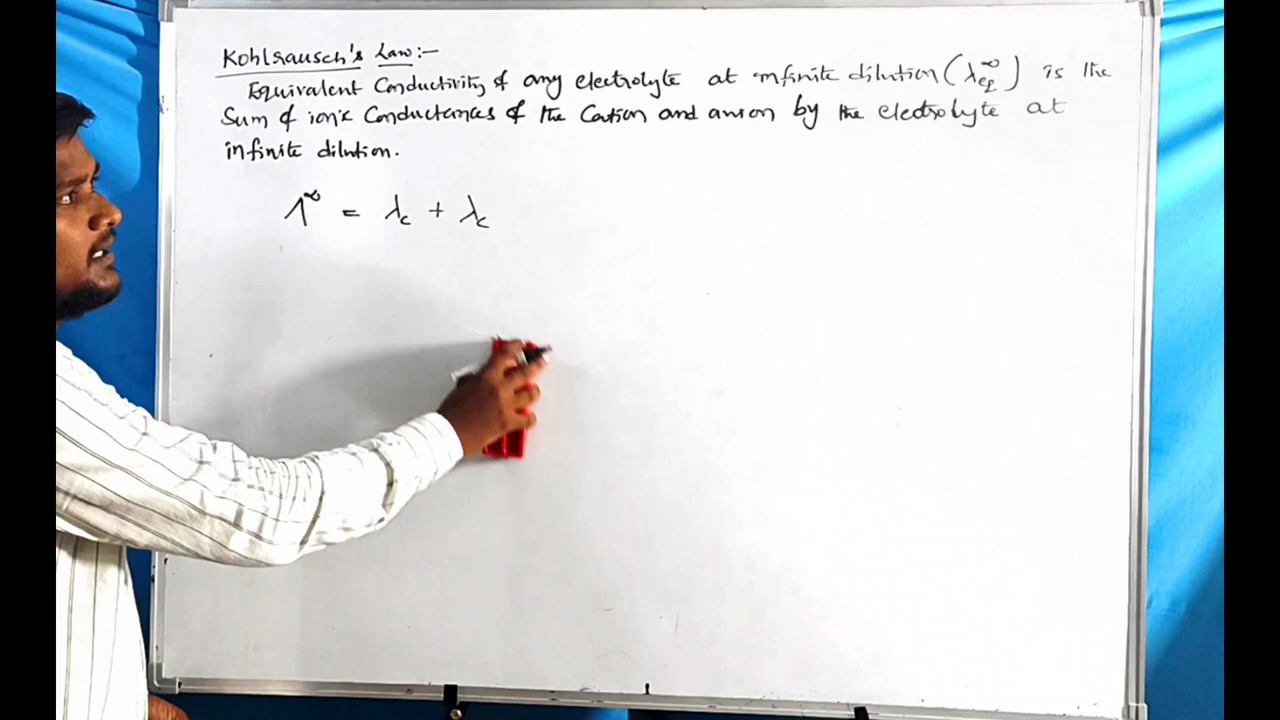 Kohlrausch's Law:-
Equivalent Conductivity of any electrolyte at infinite dilution (λ∞eq) is the
Sum of ionic Conductances of the Cation and anion by the electrolyte at
infinite dilution.
Λ∞ = λc + λc